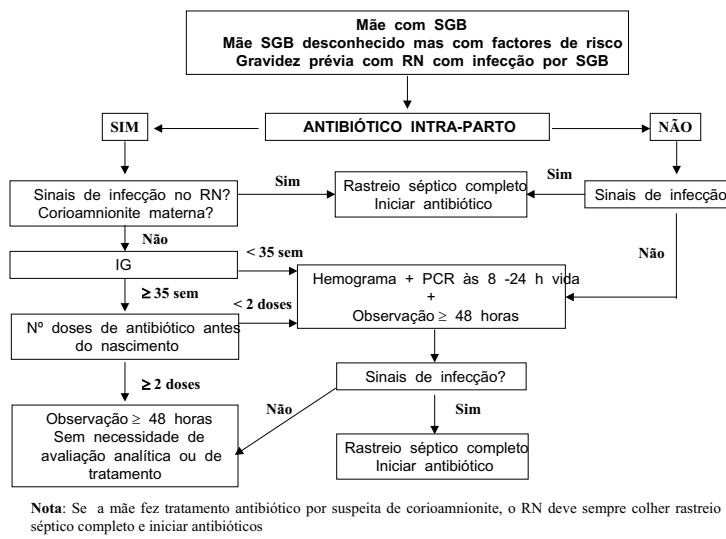 Mãe com SGB
Mãe SGB desconhecido mas com factores de risco
Gravidez prévia com RN com infecção por SGB
SIM
ANTIBIÓTICO INTRA-PARTO
NÃO
Sinais de infecção no RN?
Corioamnionite materna?
Sim
Rastreio séptico completo
Iniciar antibiótico
Sim
Sinais de infecção
Não
Não
IG
< 35 sem
Hemograma + PCR às 8 -24 h vida
+
Observação ≥ 48 horas
≥ 35 sem
< 2 doses
Nº doses de antibiótico antes
do nascimento
≥ 2 doses
Sinais de infecção?
Não
Sim
Observação ≥ 48 horas
Sem necessidade de
avaliação analítica ou de
tratamento
Rastreio séptico completo
Iniciar antibiótico
Nota: Se a mãe fez tratamento antibiótico por suspeita de corioamnionite, o RN deve sempre colher rastreio
séptico completo e iniciar antibióticos